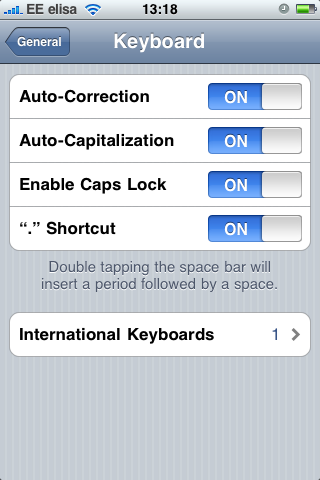 EE elisa 13:18
General Keyboard
Auto-Correction ON
Auto-Capitalization ON
Enable Caps Lock ON
“.” Shortcut ON
Double tapping the space bar will
insert a period followed by a space.
International Keyboards 1